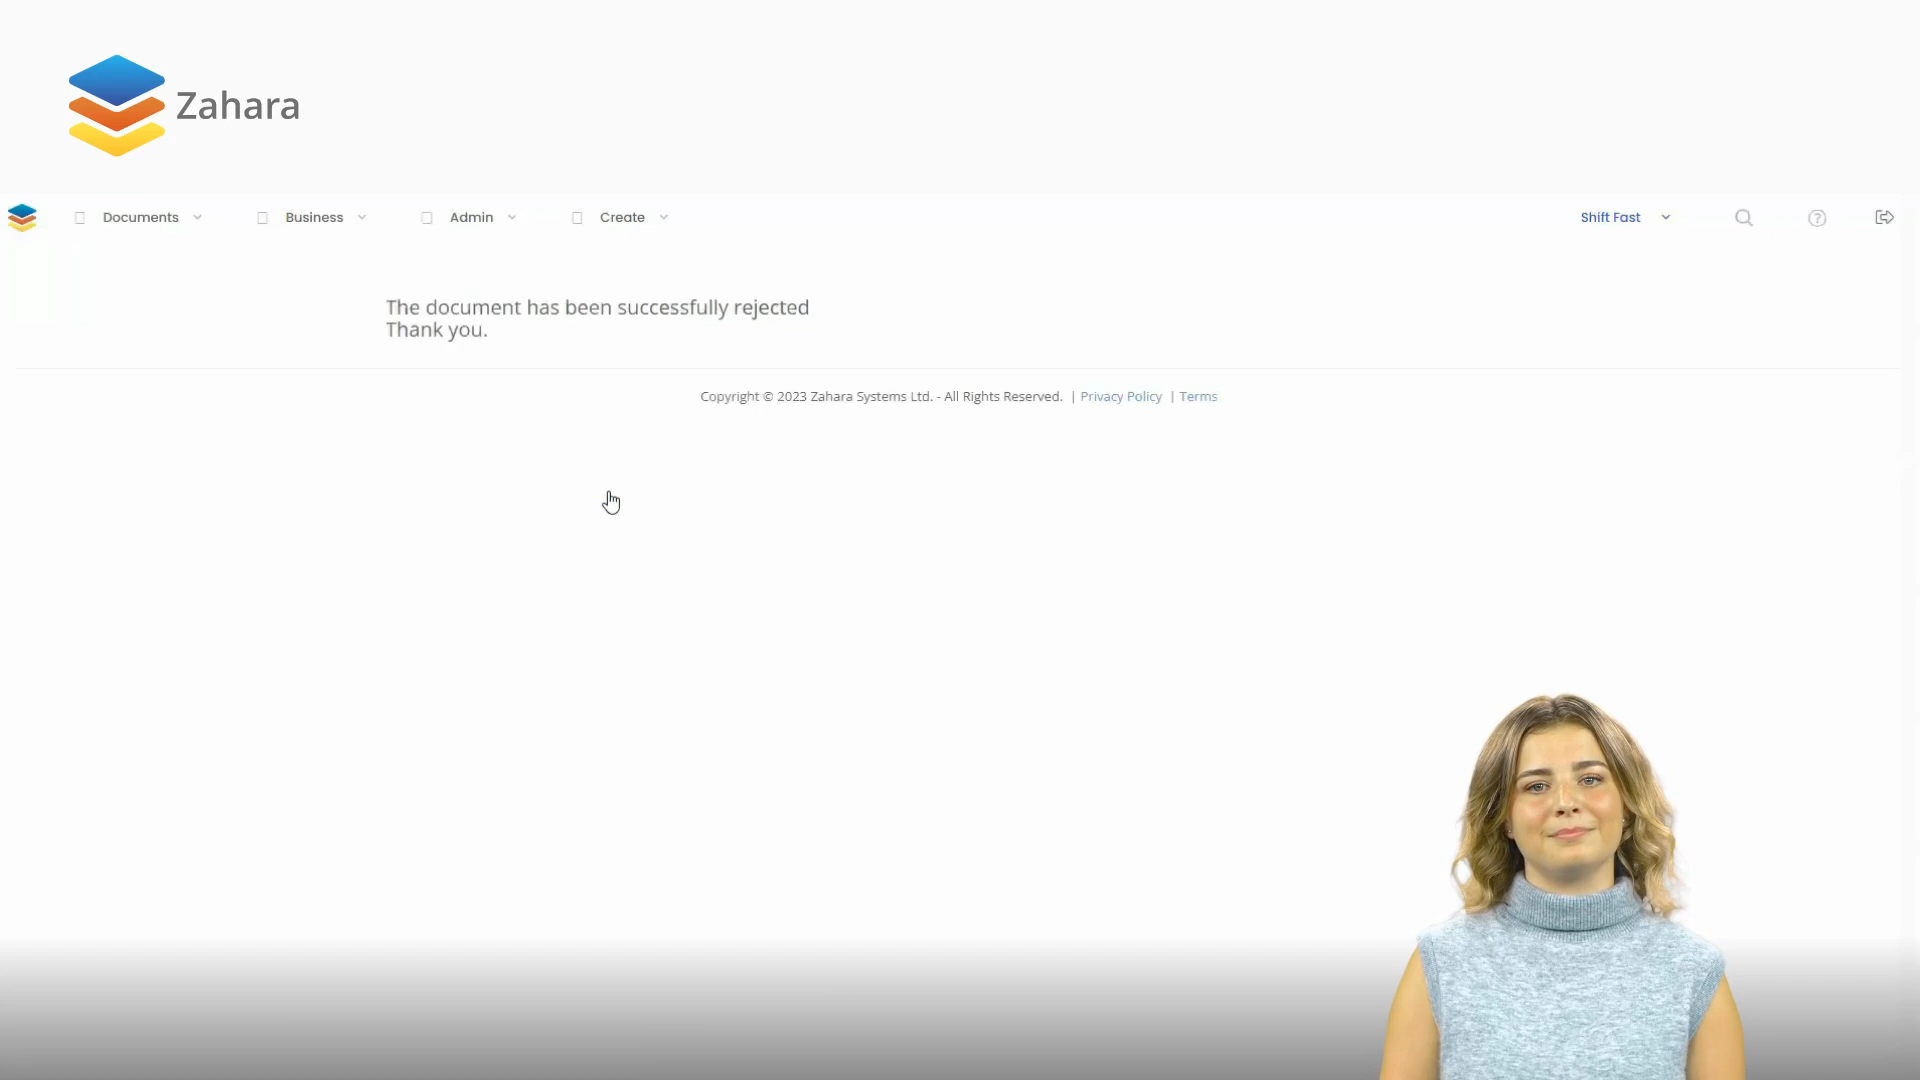 Zahara
Documents Business Admin Create Shift Fast
The document has been successfully rejected
Thank you.
Copyright © 2023 Zahara Systems Ltd. - All Rights Reserved. | Privacy Policy | Terms